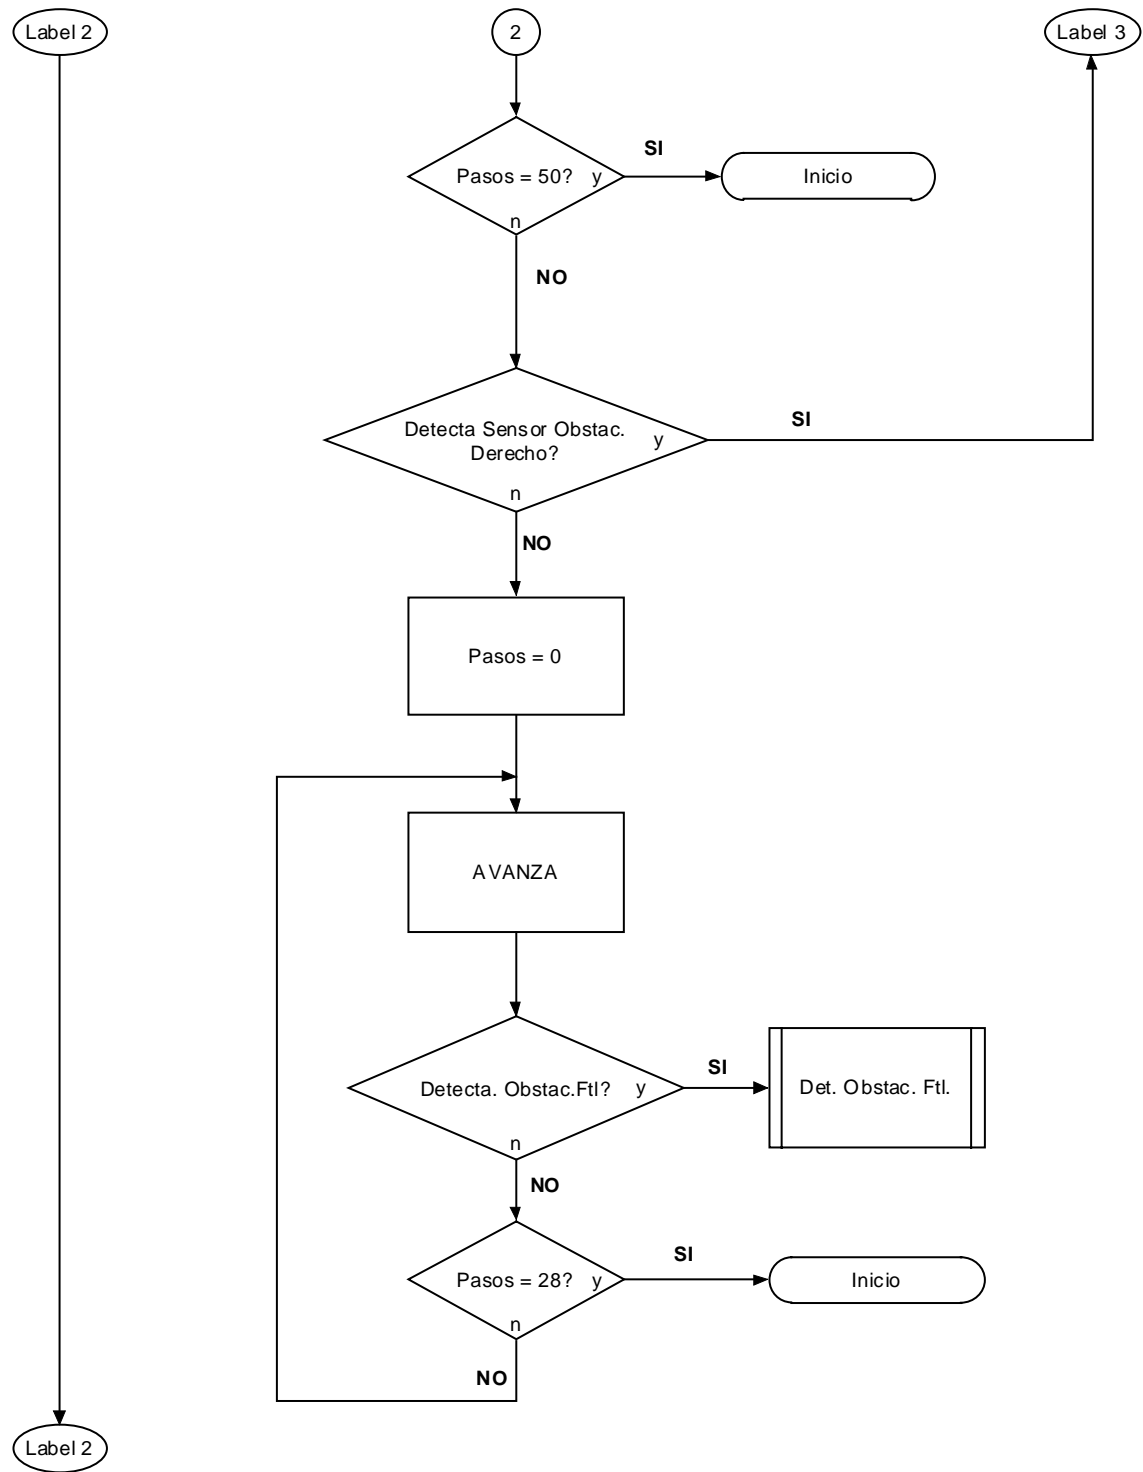 Label 2
2
Label 3
SI
Pasos = 50?
y
Inicio
n
NO
SI
Detecta Sensor Obstac.
y
Derecho?
n
NO
Pasos = 0
AVANZA
SI
Detecta. Obstac.Ftl?
y
Det. Obstac. Ftl.
n
NO
SI
Pasos = 28?
y
Inicio
n
NO
Label 2